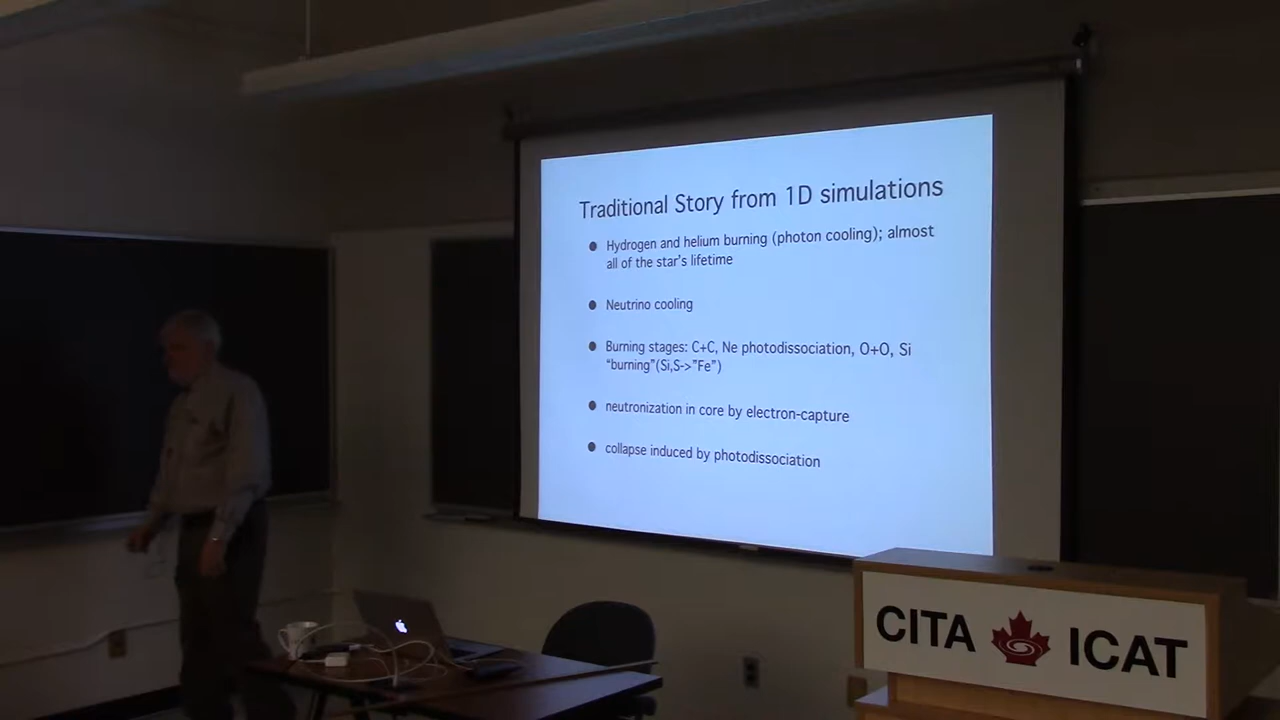 Traditional Story from 1D simulations
● Hydrogen and helium burning (photon cooling); almost
all of the star's lifetime
● Neutrino cooling
● Burning stages: C+C, Ne photodissociation, O+O, Si
“burning”(Si,S->”Fe”)
● neutronization in core by electron-capture
● collapse induced by photodissociation
CITA ICAT